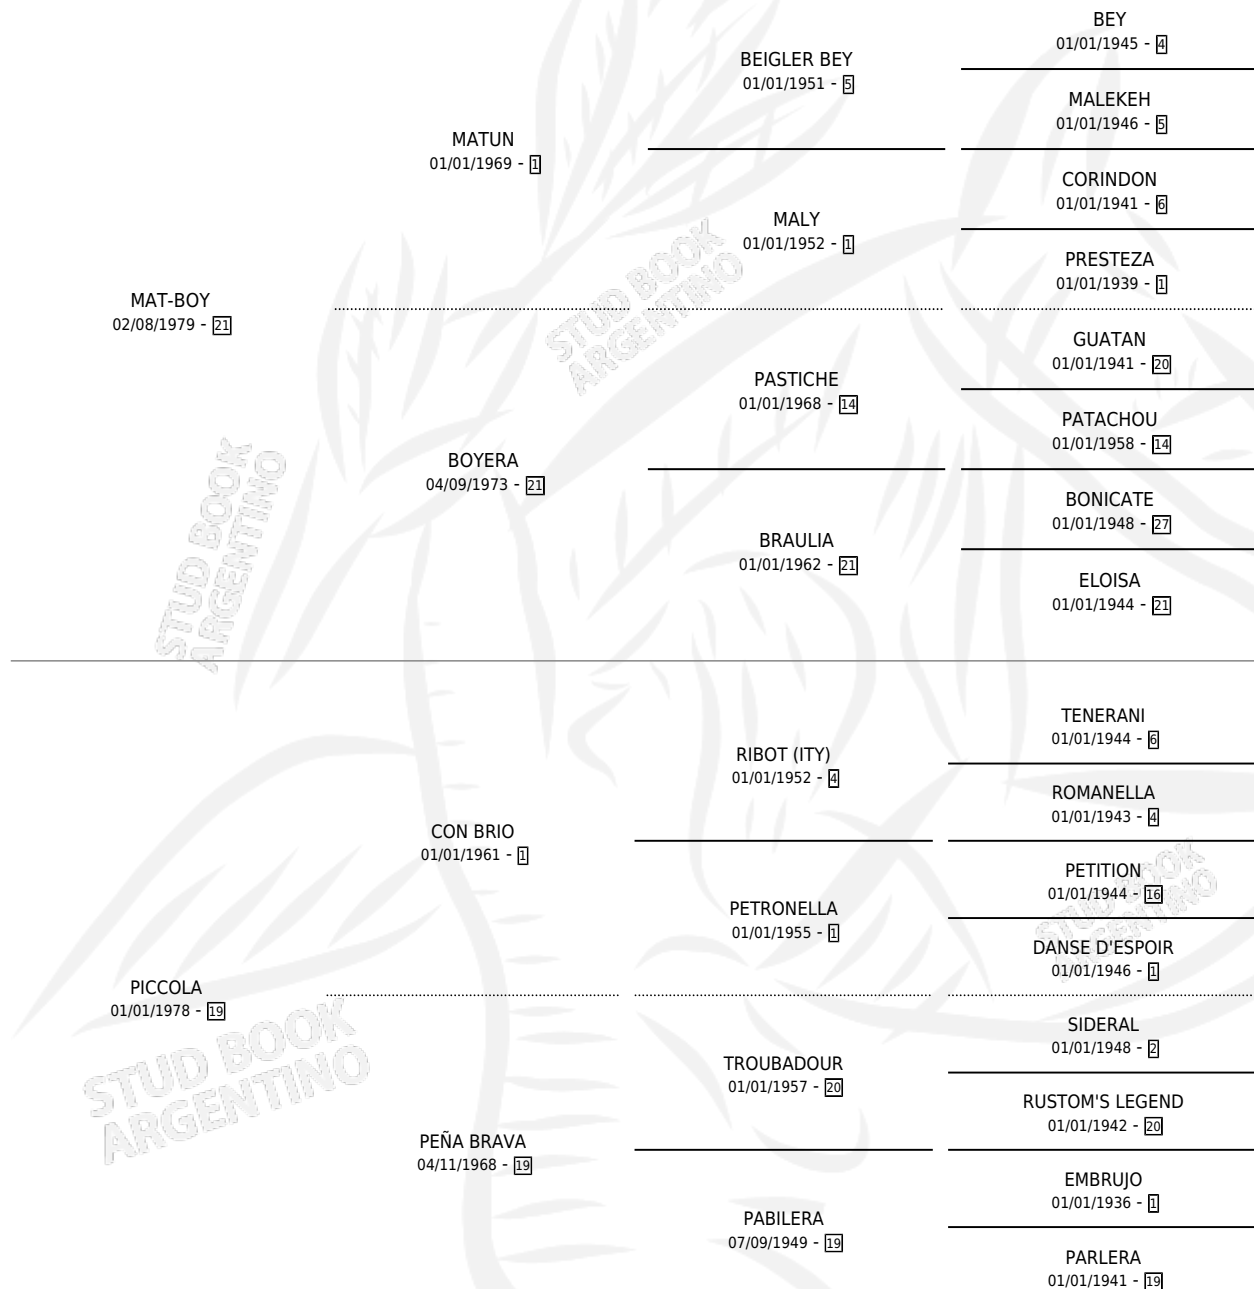 BEY
01/01/1945 - 4
BEIGLER BEY
01/01/1951 - 5
MALEKEH
01/01/1946 - 5
MATUN
01/01/1969 - 1
CORINDON
01/01/1941 - 6
MALY
01/01/1952 - 1
PRESTEZA
01/01/1939 - 1
MAT-BOY
02/08/1979 - 21
GUATAN
01/01/1941 - 20
PASTICHE
01/01/1968 - 14
PATACHOU
01/01/1958 - 14
BOYERA
04/09/1973 - 21
BONICATE
01/01/1948 - 27
BRAULIA
01/01/1962 - 21
ELOISA
01/01/1944 - 21
TENERANI
01/01/1944 - 6
RIBOT (ITY)
01/01/1952 - 4
ROMANELLA
01/01/1943 - 4
CON BRIO
01/01/1961 - 1
PETITION
01/01/1944 - 16
PETRONELLA
01/01/1955 - 1
DANSE D'ESPOIR
01/01/1946 - 1
PICCOLA
01/01/1978 - 19
SIDERAL
01/01/1948 - 2
TROUBADOUR
01/01/1957 - 20
RUSTOM'S LEGEND
01/01/1942 - 20
PEÑA BRAVA
04/11/1968 - 19
EMBRUJO
01/01/1936 - 1
PABILERA
07/09/1949 - 19
PARLERA
01/01/1941 - 19
STUD BOOK
ARGENTINO
STUD BOOK
ARGENTINO
STUD BOOK
ARGENTINO
STUD BOOK
ARGENTINO